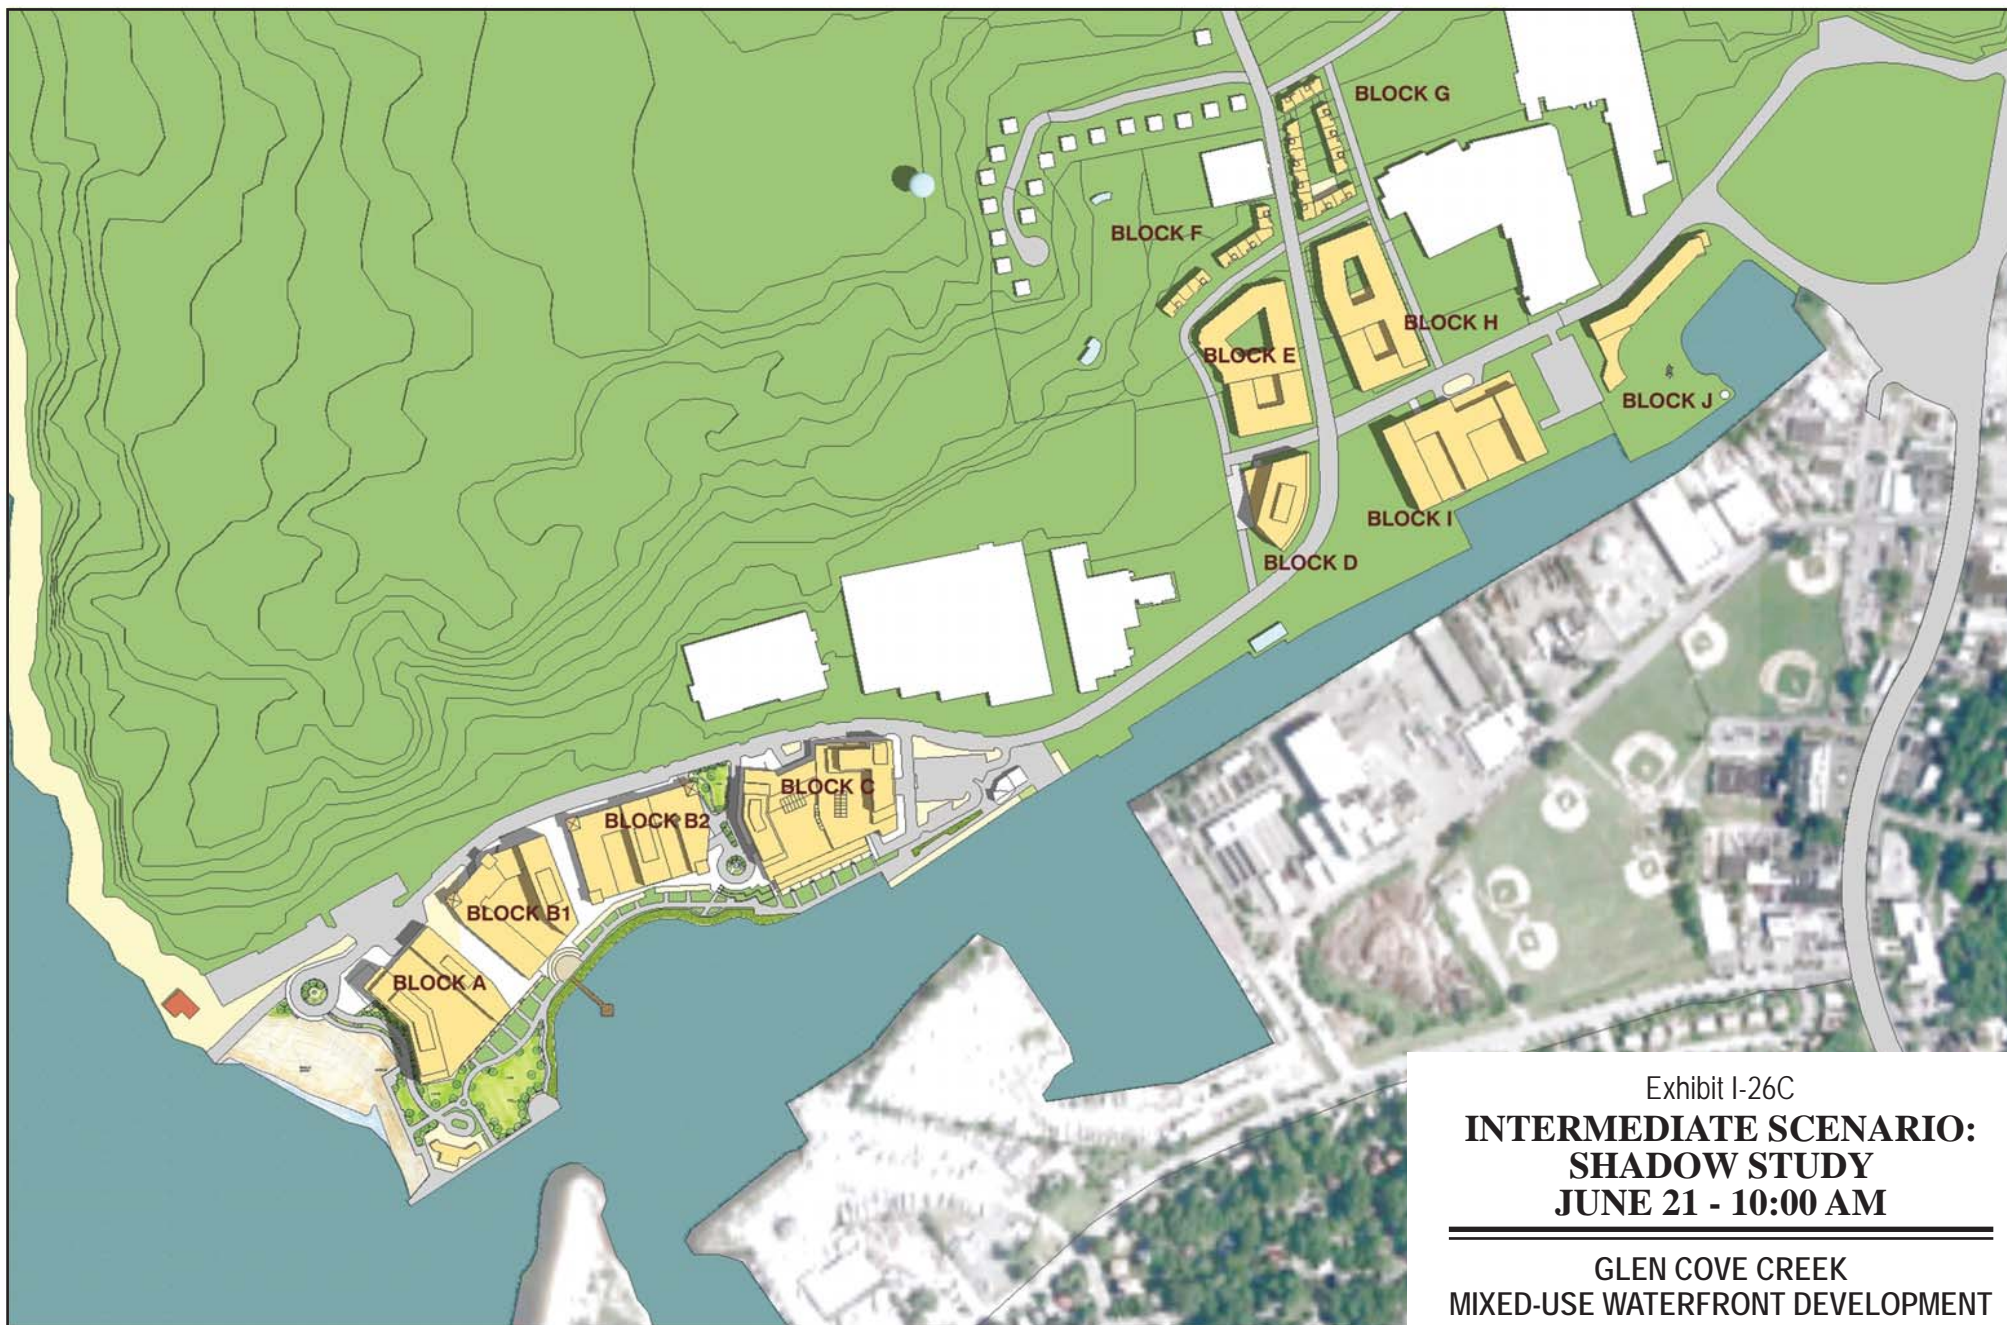 BLOCK G
BLOCK F
BLOCK H
BLOCK E
BLOCK J
BLOCK I
BLOCK D
BLOCK C
BLOCK B2
BLOCK B1
BLOCK A
Exhibit I-26C
INTERMEDIATE SCENARIO:
SHADOW STUDY
JUNE 21 - 10:00 AM
GLEN COVE CREEK
MIXED-USE WATERFRONT DEVELOPMENT